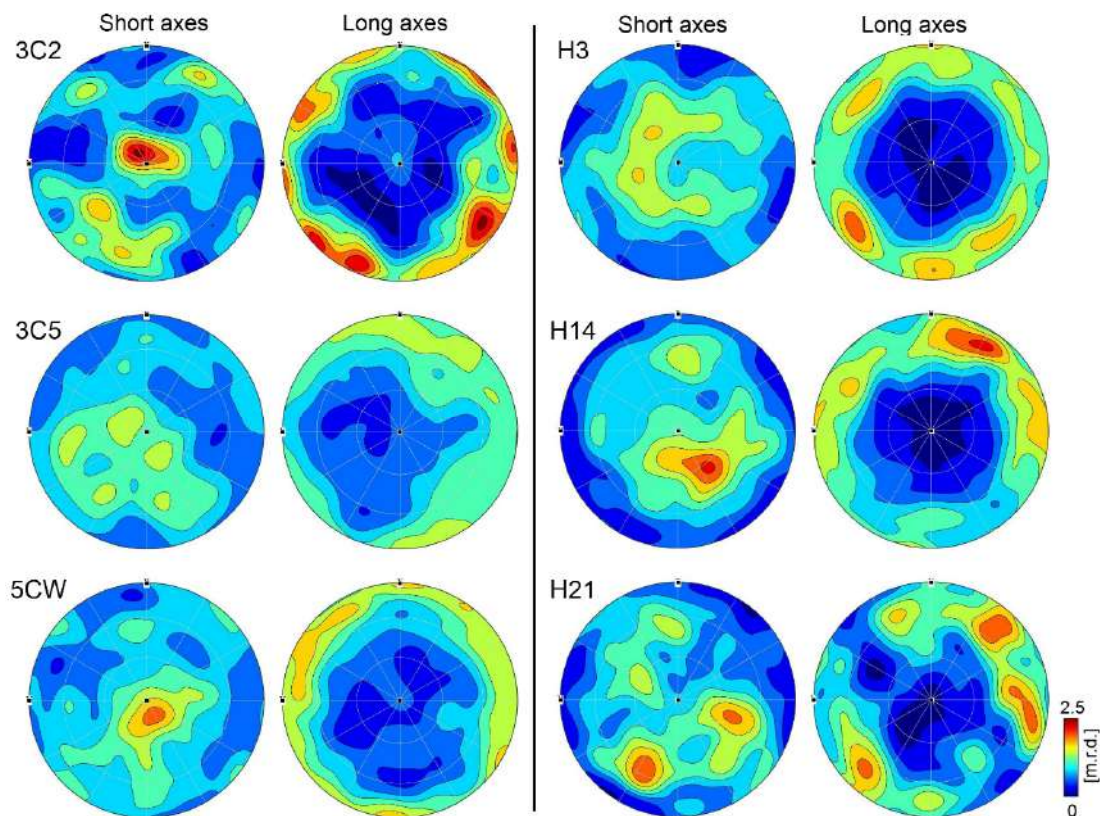 Short axes Long axes Short axes Long axes
3C2 H3
3C5 H14
5CW H21
2.5
[m.r.d.]
0